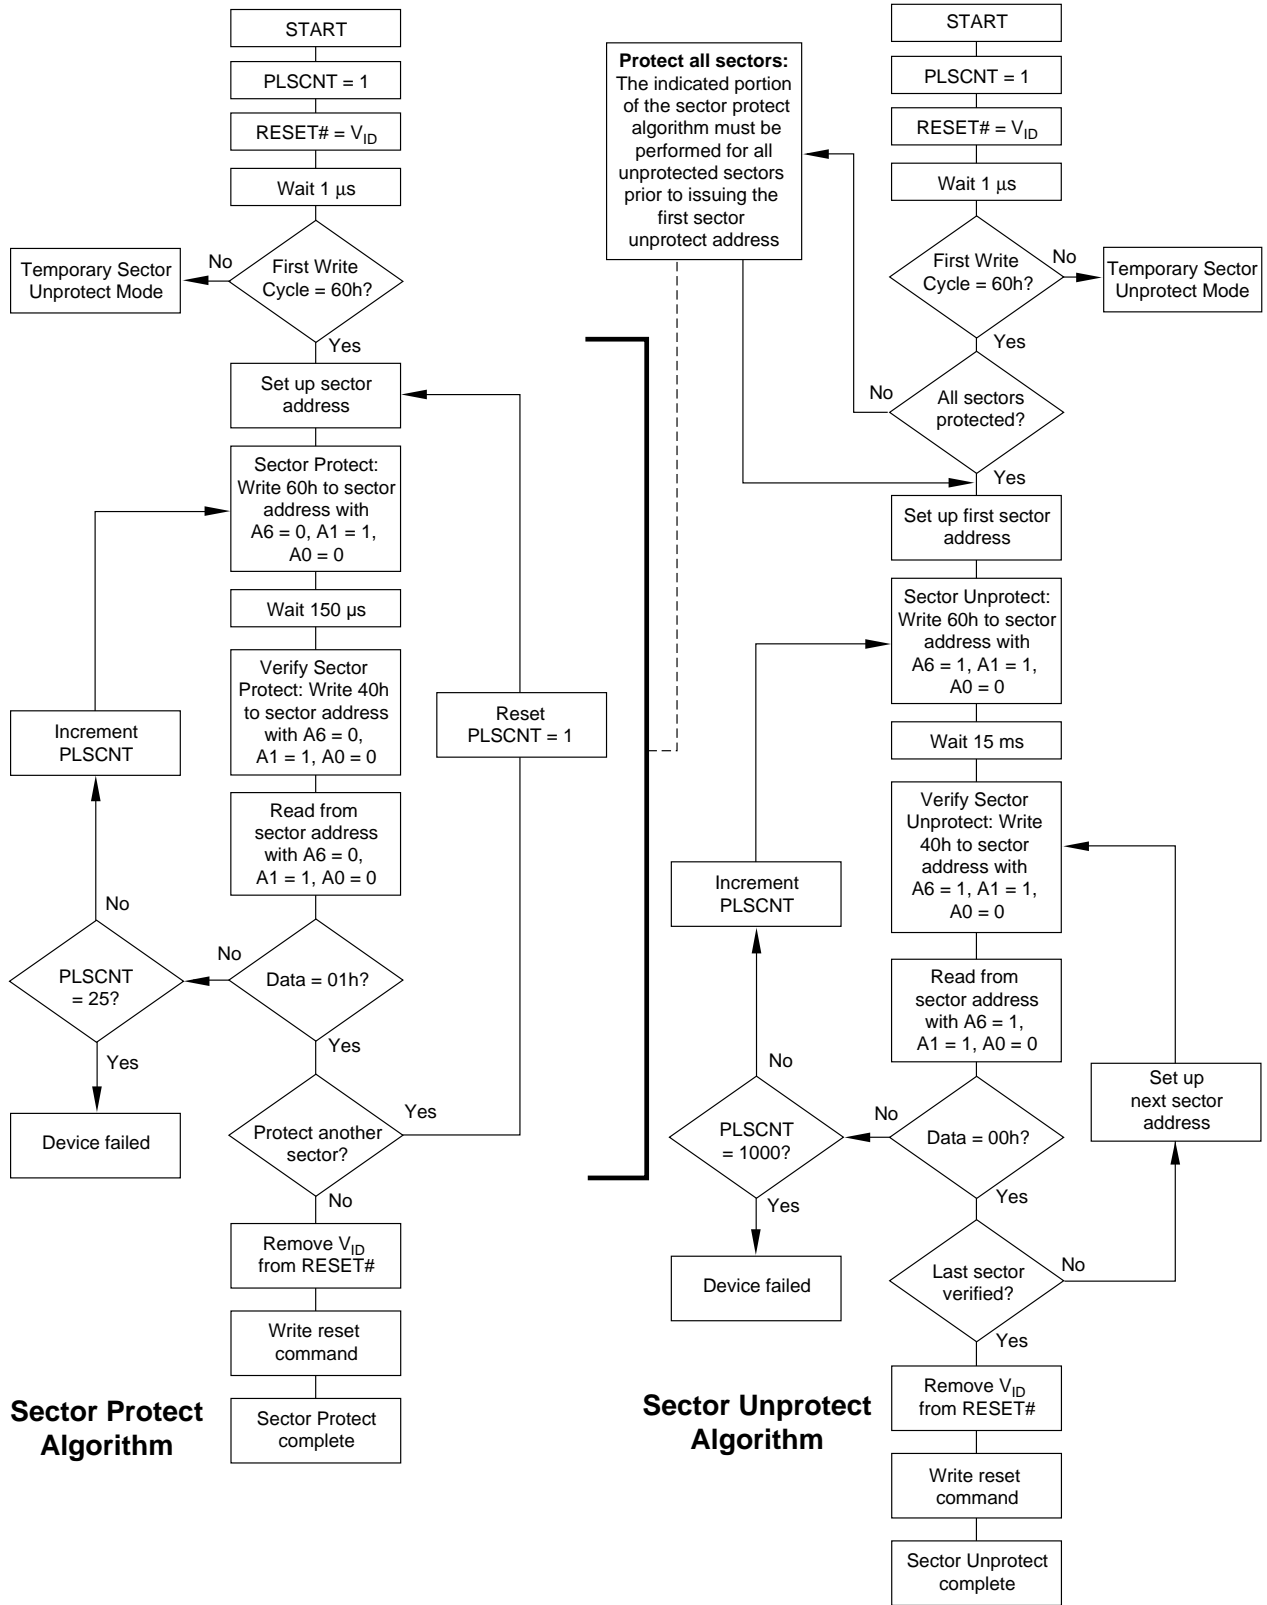 START
PLSCNT = 1
RESET# = VID
Wait 1 μs
First Write
Cycle = 60h?
No
Temporary Sector
Unprotect Mode
Yes
Set up sector
address
Sector Protect:
Write 60h to sector
address with
A6 = 0, A1 = 1,
A0 = 0
Wait 150 µs
Verify Sector
Protect: Write 40h
to sector address
with A6 = 0,
A1 = 1, A0 = 0
Increment
PLSCNT
Reset
PLSCNT = 1
Read from
sector address
with A6 = 0,
A1 = 1, A0 = 0
No
PLSCNT
= 25?
No
Data = 01h?
Yes
Yes
Device failed
Protect another
sector?
Yes
No
Remove VID
from RESET#
Write reset
command
Sector Protect
complete
Sector Protect
Algorithm
Protect all sectors:
The indicated portion
of the sector protect
algorithm must be
performed for all
unprotected sectors
prior to issuing the
first sector
unprotect address
START
PLSCNT = 1
RESET# = VID
Wait 1 μs
First Write
Cycle = 60h?
No
Temporary Sector
Unprotect Mode
Yes
No
All sectors
protected?
Yes
Set up first sector
address
Sector Unprotect:
Write 60h to sector
address with
A6 = 1, A1 = 1,
A0 = 0
Wait 15 ms
Verify Sector
Unprotect: Write
40h to sector
address with
A6 = 1, A1 = 1,
A0 = 0
Increment
PLSCNT
Read from
sector address
with A6 = 1,
A1 = 1, A0 = 0
No
Set up
next sector
address
PLSCNT
= 1000?
No
Data = 00h?
Yes
Yes
Device failed
Last sector
verified?
No
Yes
Remove VID
from RESET#
Write reset
command
Sector Unprotect
complete
Sector Unprotect
Algorithm